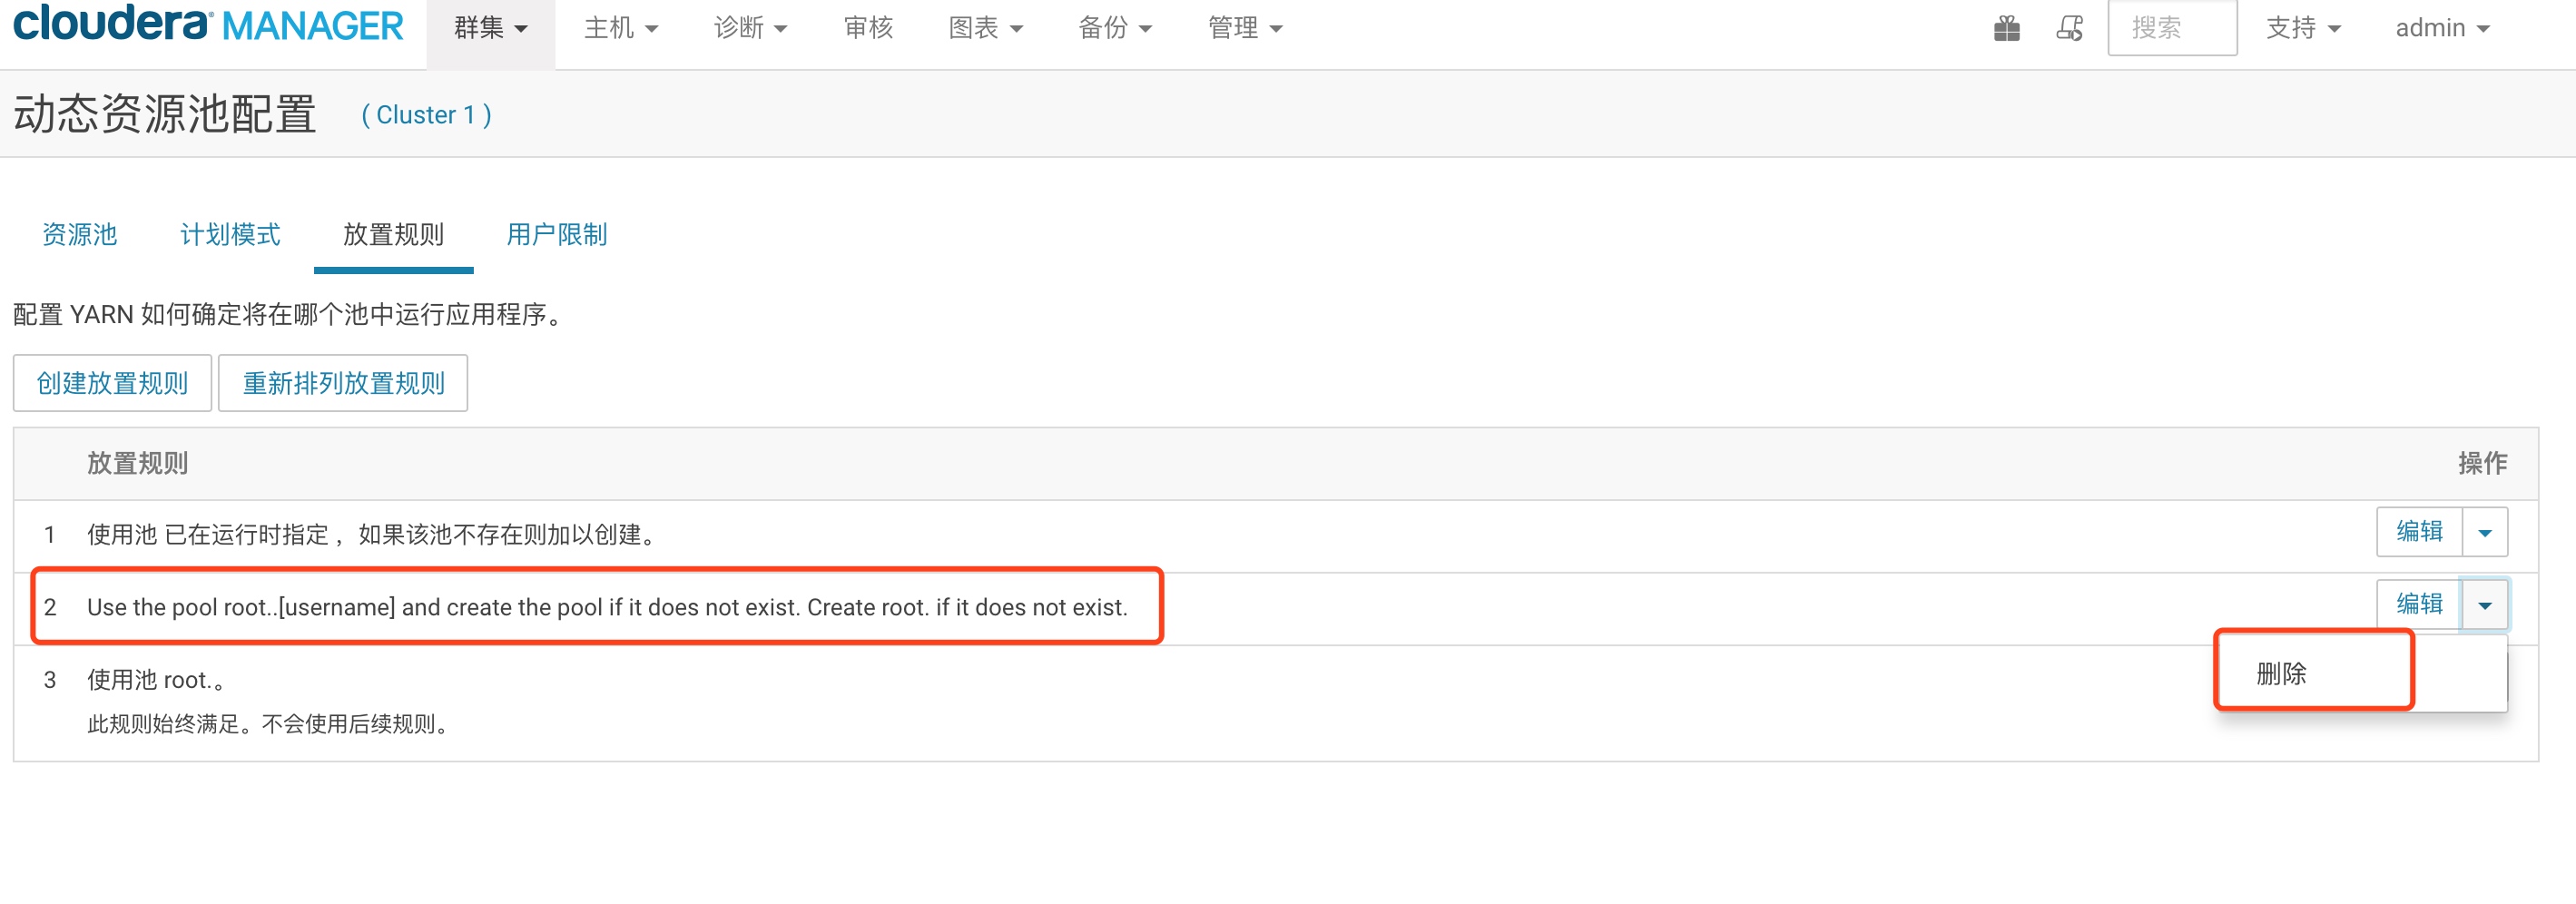 cloudera MANAGER 群集 主机 诊断 审核 图表 备份 管理 搜索 支持 admin
动态资源池配置 ( Cluster 1 )
资源池 计划模式 放置规则 用户限制
配置 YARN 如何确定将在哪个池中运行应用程序。
创建放置规则 重新排列放置规则
放置规则 操作
1 使用池 已在运行时指定 ，如果该池不存在则加以创建。 编辑
2 Use the pool root..[username] and create the pool if it does not exist. Create root. if it does not exist. 编辑
删除
3 使用池 root.。
此规则始终满足。不会使用后续规则。